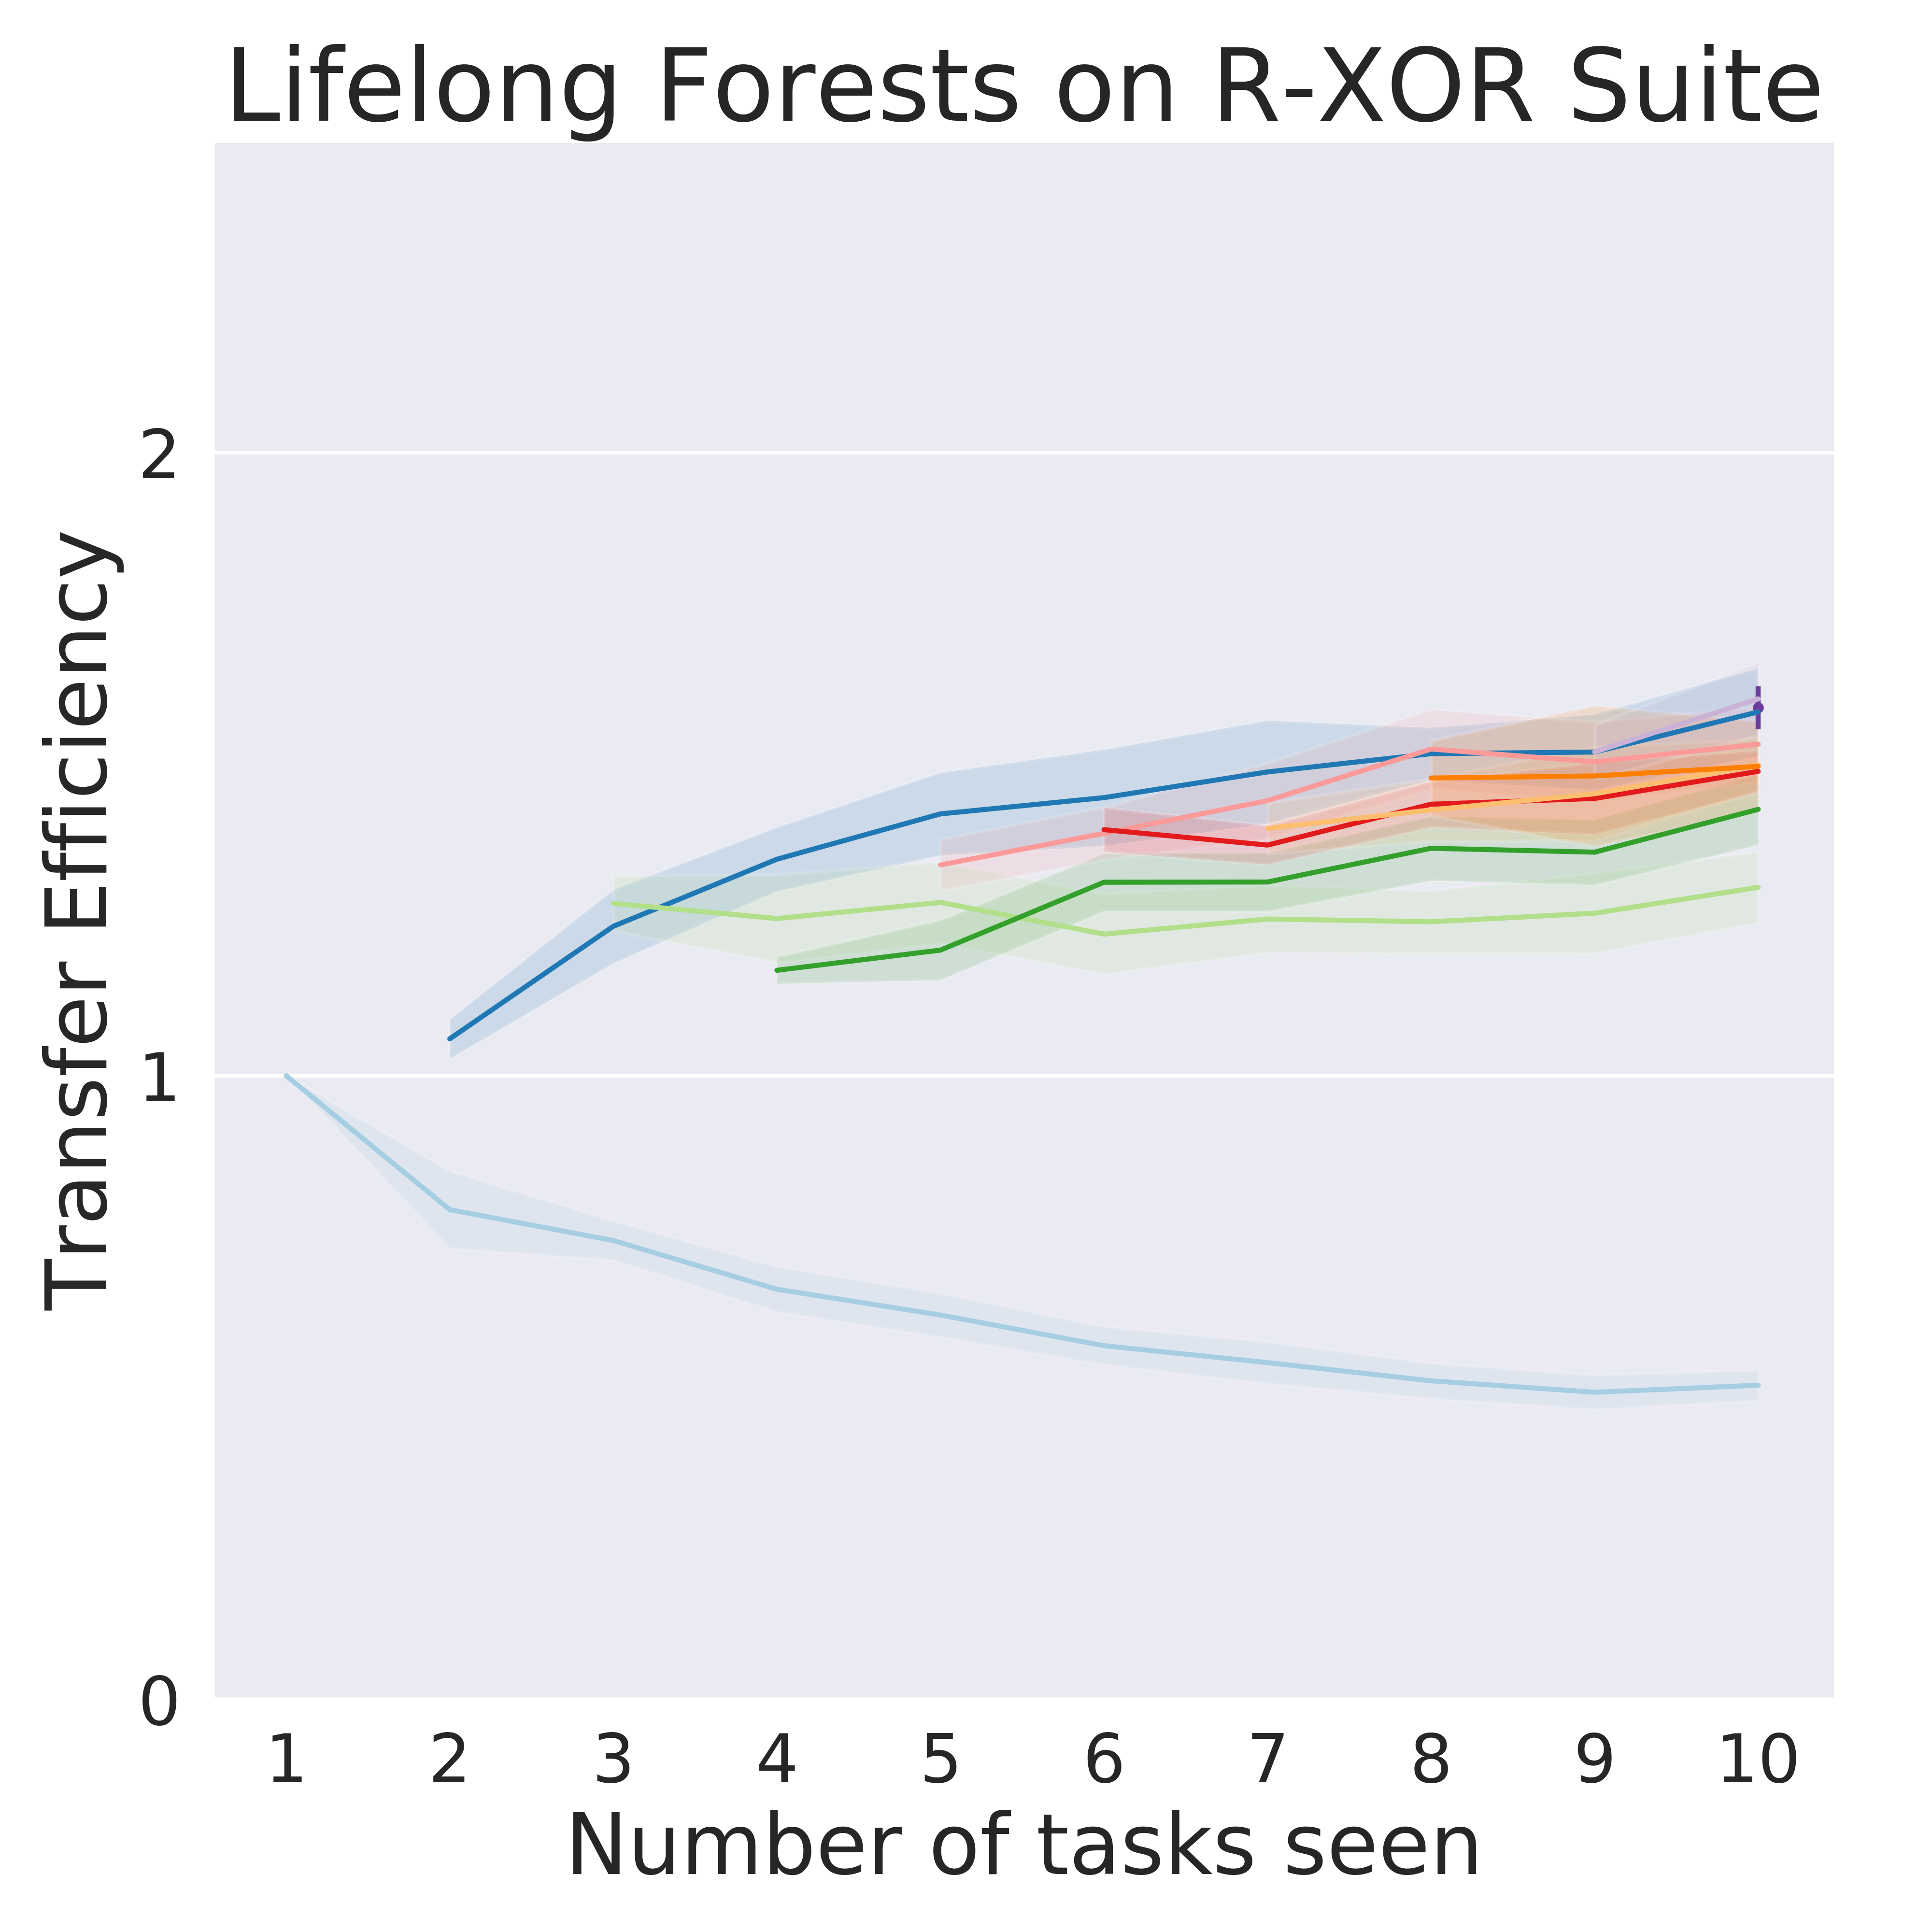 Lifelong Forests on R-XOR Suite
Transfer Efficiency
2
1
0
1 2 3 4 5 6 7 8 9 10
Number of tasks seen